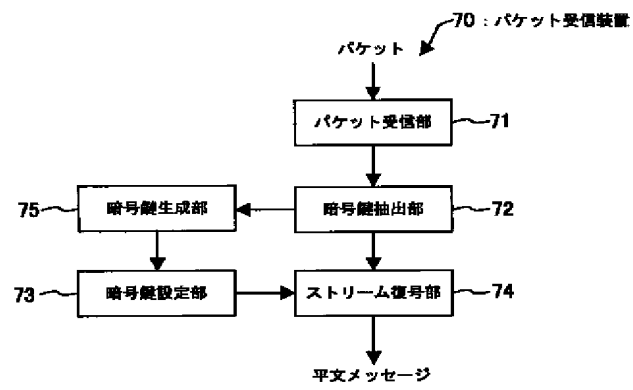 70：パケット受信装置
パケット
パケット受信部
71
75
暗号鍵生成部
暗号鍵抽出部
72
73
暗号鍵設定部
ストリーム復号部
74
平文メッセージ